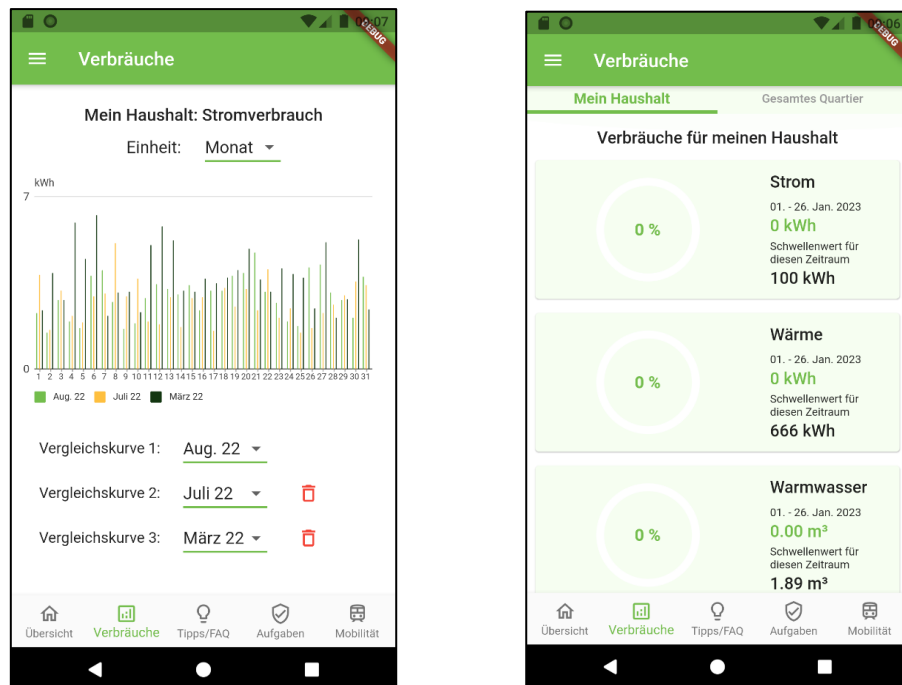 09:07
DEBUG
Verbräuche
Mein Haushalt: Stromverbrauch
Einheit: Monat
kWh
7
0
1 2 3 4 5 6 7 8 9 10 11 12 13 14 15 16 17 18 19 20 21 22 23 24 25 26 27 28 29 30 31
Aug. 22 Juli 22 März 22
Vergleichskurve 1: Aug. 22
Vergleichskurve 2: Juli 22
Vergleichskurve 3: März 22
Übersicht Verbräuche Tipps/FAQ Aufgaben Mobilität
09:06
DEBUG
Verbräuche
Mein Haushalt Gesamtes Quartier
Verbräuche für meinen Haushalt
0 %
Strom
01. - 26. Jan. 2023
0 kWh
Schwellenwert für
diesen Zeitraum
100 kWh
0 %
Wärme
01. - 26. Jan. 2023
0 kWh
Schwellenwert für
diesen Zeitraum
666 kWh
0 %
Warmwasser
01. - 26. Jan. 2023
0.00 m³
Schwellenwert für
diesen Zeitraum
1.89 m³
Übersicht Verbräuche Tipps/FAQ Aufgaben Mobilität